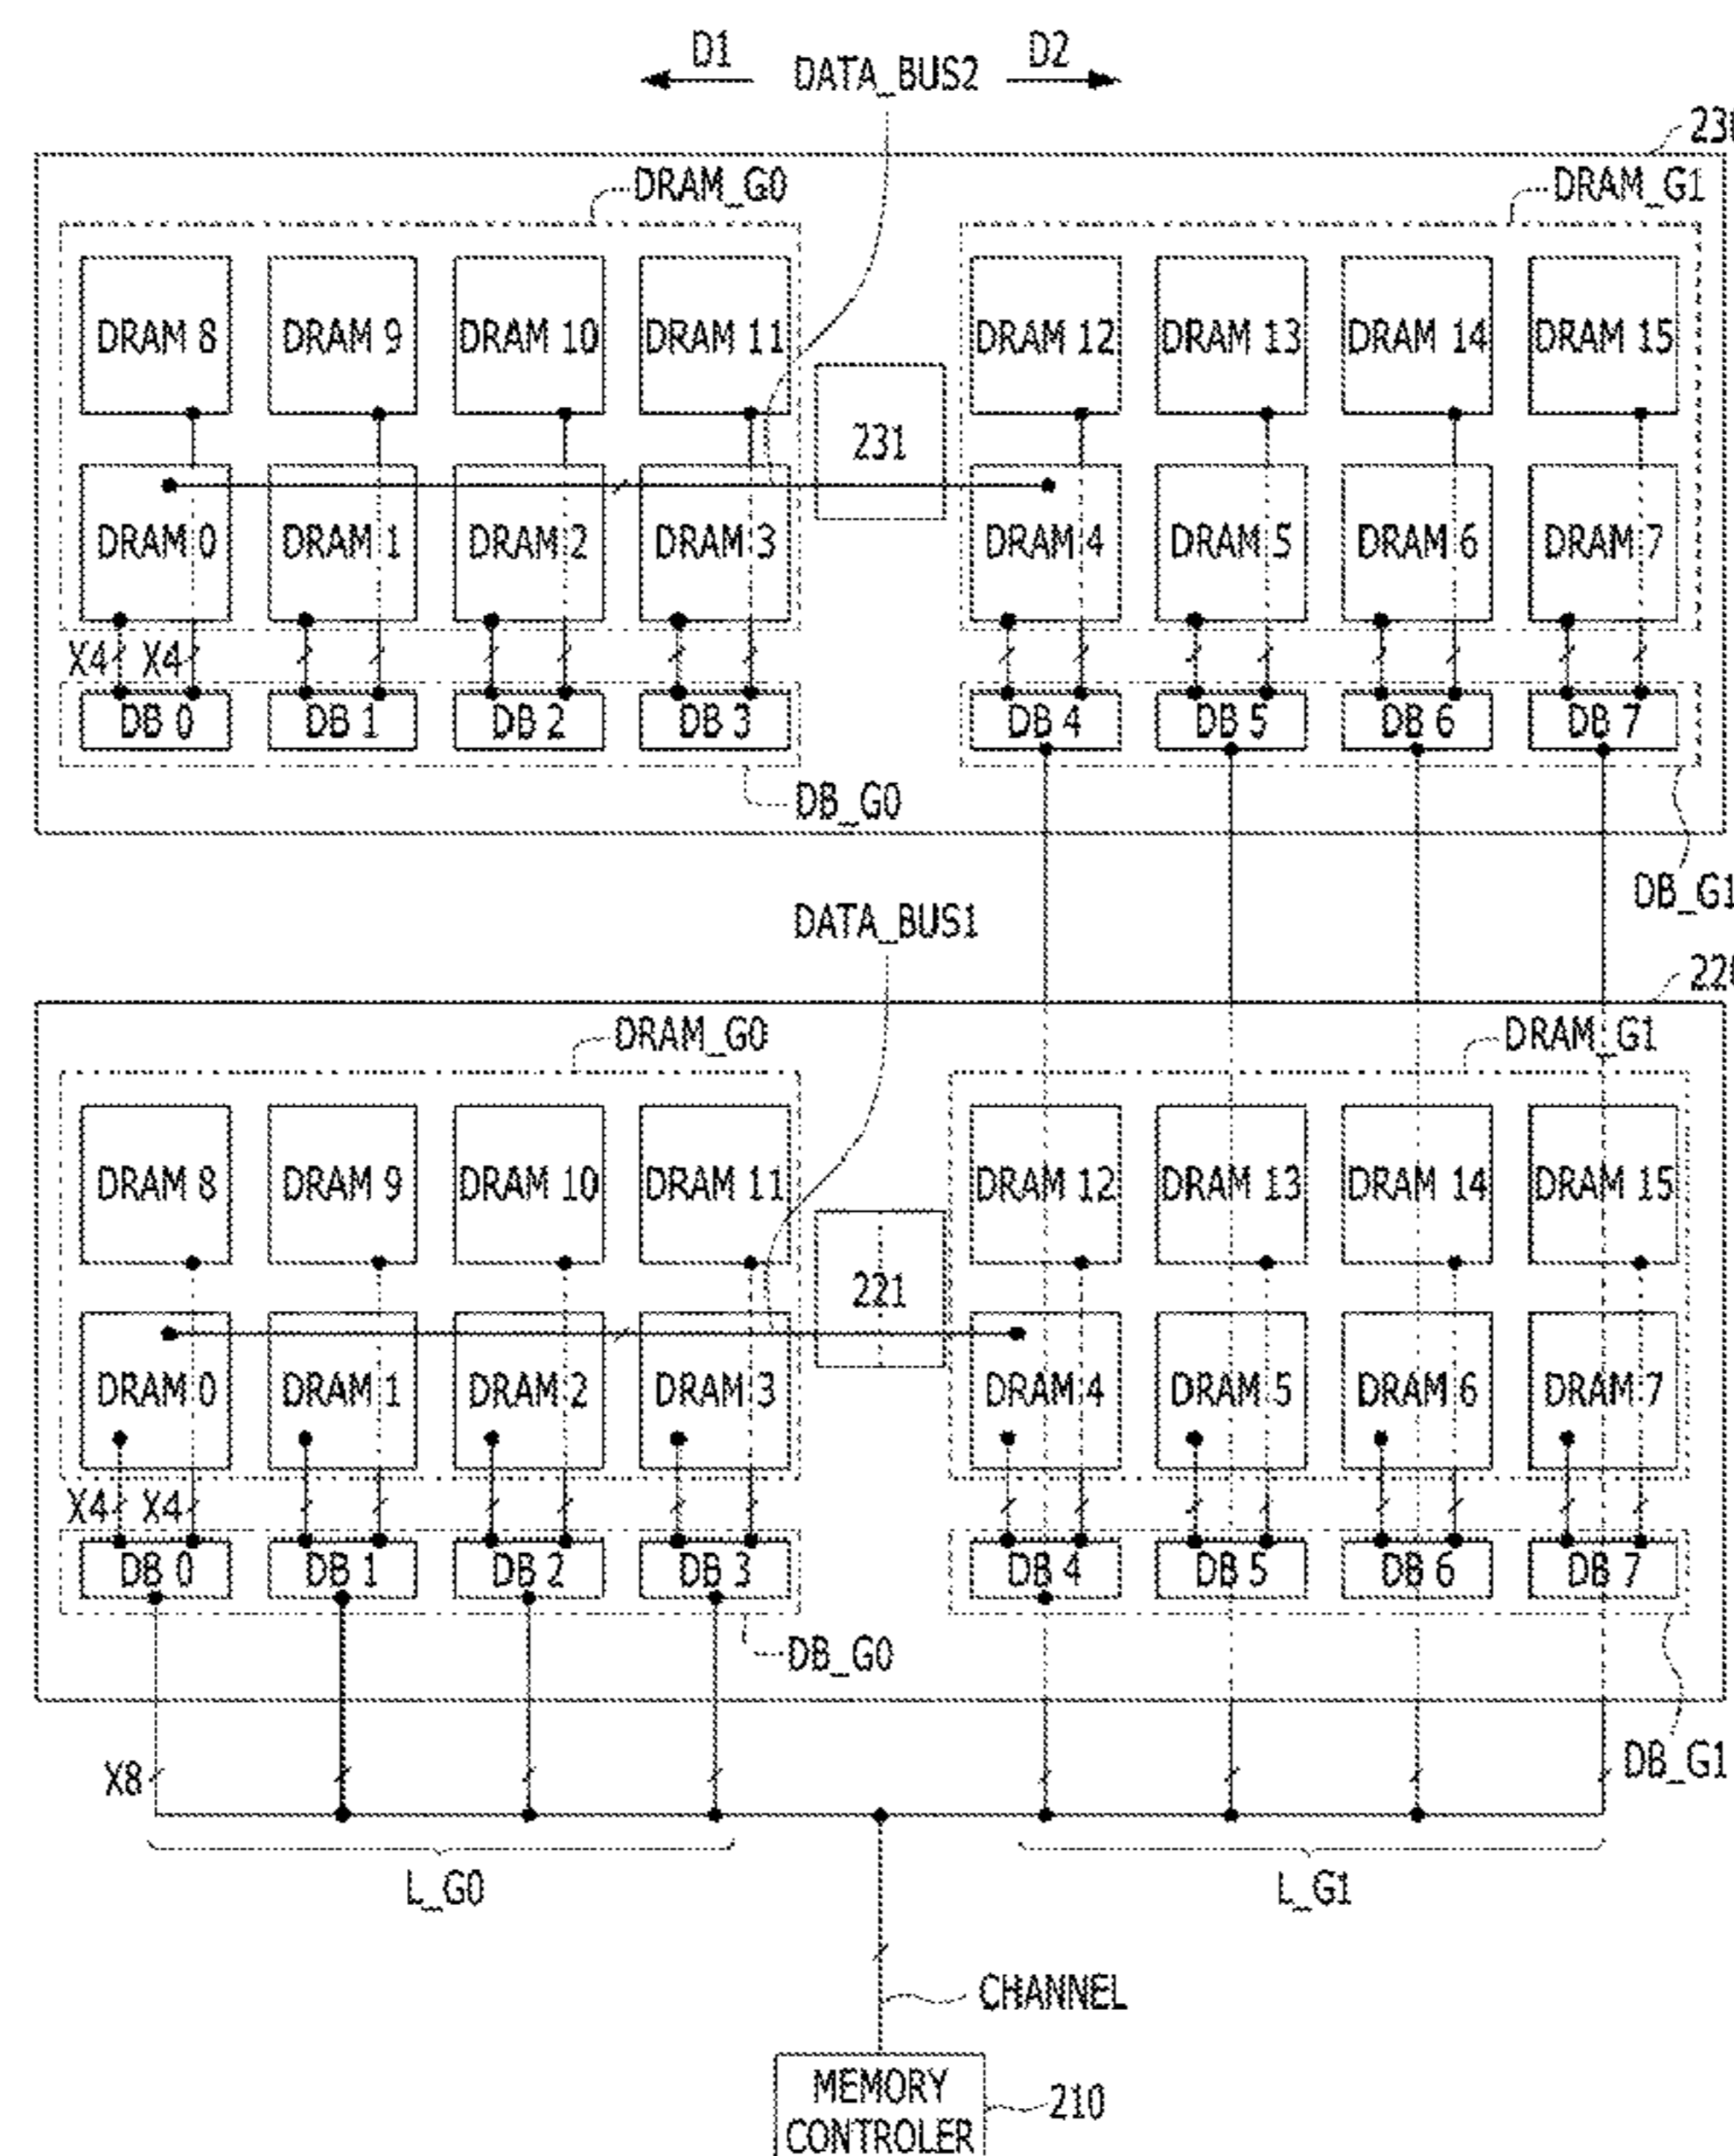 D1 DATA_BUS2 D2
DRAM_G0 DRAM_G1
DRAM 8 DRAM 9 DRAM 10 DRAM 11 DRAM 12 DRAM 13 DRAM 14 DRAM 15
231
DRAM 0 DRAM 1 DRAM 2 DRAM 3 DRAM 4 DRAM 5 DRAM 6 DRAM 7
X4 X4
DB 0 DB 1 DB 2 DB 3 DB 4 DB 5 DB 6 DB 7
DB_G0
DB_G1
DATA_BUS1
DRAM_G0 DRAM_G1
DRAM 8 DRAM 9 DRAM 10 DRAM 11 DRAM 12 DRAM 13 DRAM 14 DRAM 15
221
DRAM 0 DRAM 1 DRAM 2 DRAM 3 DRAM 4 DRAM 5 DRAM 6 DRAM 7
X4 X4
DB 0 DB 1 DB 2 DB 3 DB 4 DB 5 DB 6 DB 7
DB_G0
X8
DB_G1
L_G0 L_G1
CHANNEL
MEMORY
CONTROLER
210